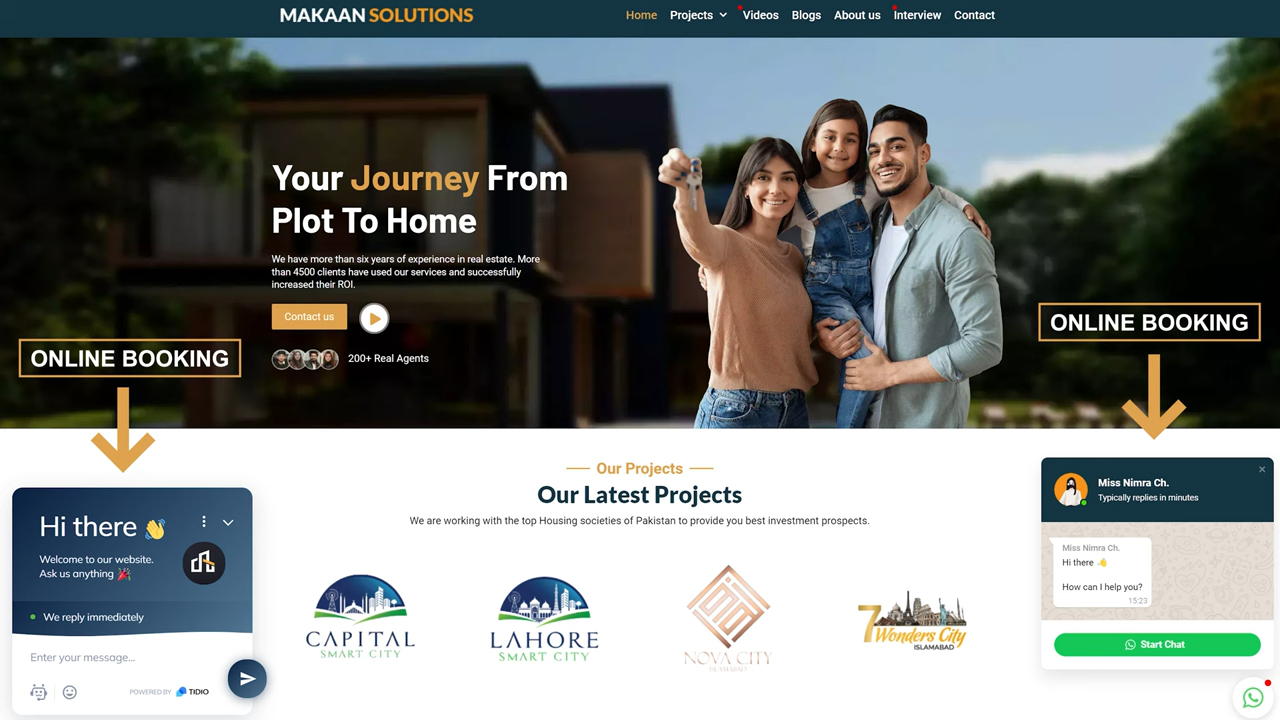 MAKAAN SOLUTIONS
Home Projects Videos Blogs About us Interview Contact
Your Journey From
Plot To Home
We have more than six years of experience in real estate. More
than 4500 clients have used our services and successfully
increased their ROI.
Contact us
200+ Real Agents
ONLINE BOOKING
ONLINE BOOKING
Our Projects
Our Latest Projects
We are working with the top Housing societies of Pakistan to provide you best investment prospects.
CAPITAL
SMART CITY
LAHORE
SMART CITY
NOVA CITY
ISLAMABAD
7 Wonders City
ISLAMABAD
Hi there
Welcome to our website.
Ask us anything
We reply immediately
Enter your message...
POWERED BY TIDIO
Miss Nimra Ch.
Typically replies in minutes
Miss Nimra Ch.
Hi there
How can I help you?
15:23
Start Chat